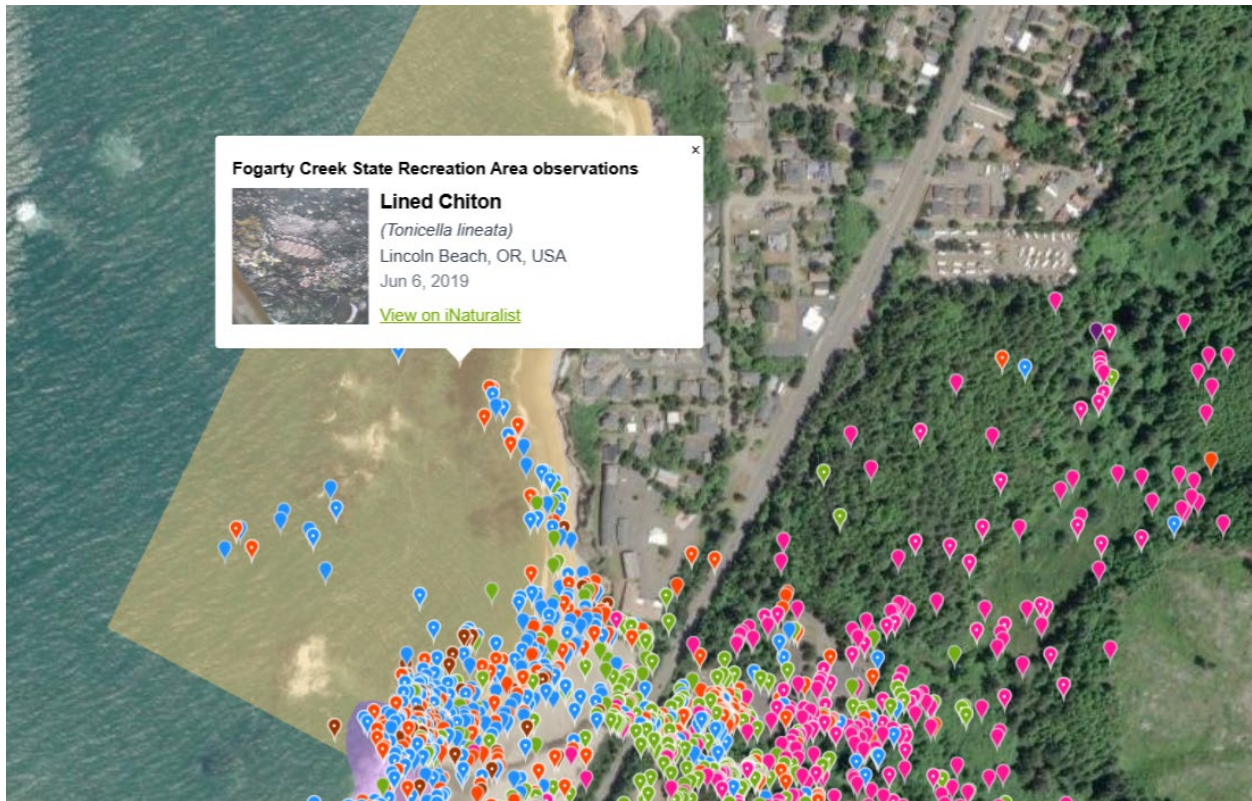 x
Fogarty Creek State Recreation Area observations
Lined Chiton
(Tonicella lineata)
Lincoln Beach, OR, USA
Jun 6, 2019
View on iNaturalist